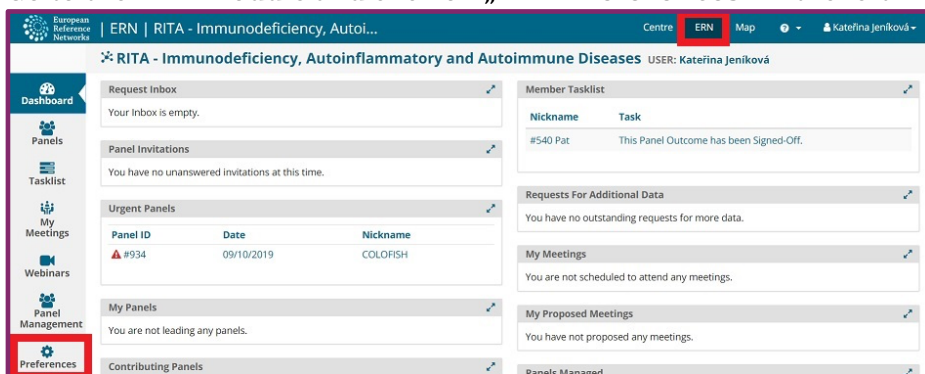 European
Reference
Networks
| ERN | RITA - Immunodeficiency, Autoi...
Centre
ERN
Map
Kateřina Jeníková
RITA - Immunodeficiency, Autoinflammatory and Autoimmune Diseases USER: Kateřina Jeníková
Dashboard
Panels
Tasklist
My
Meetings
Webinars
Panel
Management
Preferences
Request Inbox
Your Inbox is empty.
Panel Invitations
You have no unanswered invitations at this time.
Urgent Panels
Panel ID Date Nickname
#934 09/10/2019 COLOFISH
My Panels
You are not leading any panels.
Contributing Panels
Member Tasklist
Nickname Task
#540 Pat This Panel Outcome has been Signed-Off.
Requests For Additional Data
You have no outstanding requests for more data.
My Meetings
You are not scheduled to attend any meetings.
My Proposed Meetings
You have not proposed any meetings.
Panels Managed